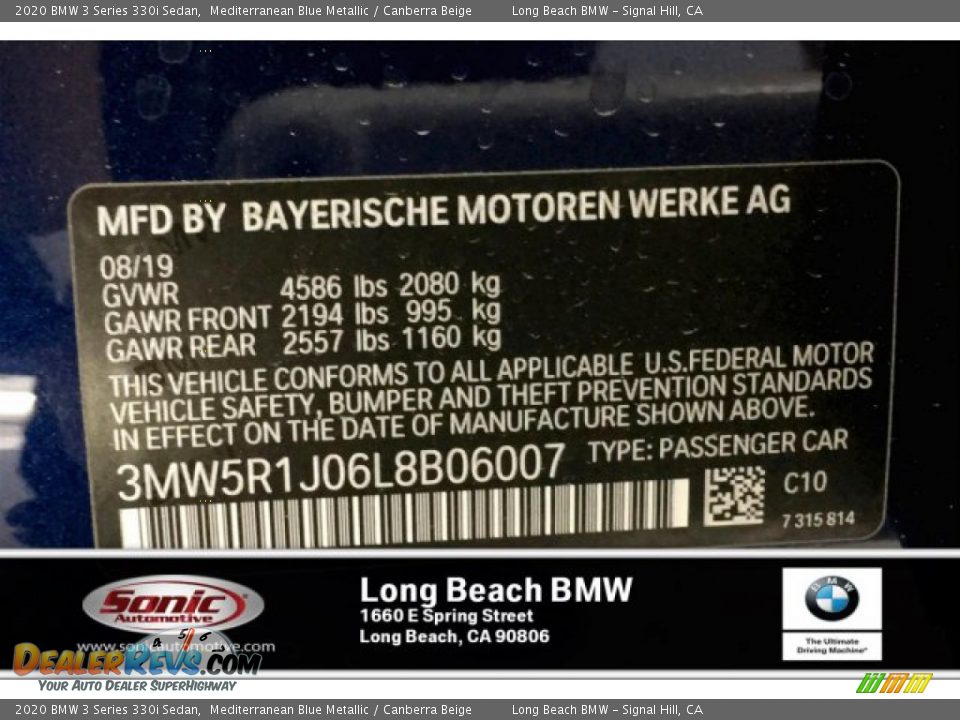 2020 BMW 3 Series 330i Sedan, Mediterranean Blue Metallic / Canberra Beige Long Beach BMW - Signal Hill, CA
MFD BY BAYERISCHE MOTOREN WERKE AG
08/19
GVWR 4586 lbs 2080 kg
GAWR FRONT 2194 lbs 995 kg
GAWR REAR 2557 lbs 1160 kg
THIS VEHICLE CONFORMS TO ALL APPLICABLE U.S.FEDERAL MOTOR
VEHICLE SAFETY, BUMPER AND THEFT PREVENTION STANDARDS
IN EFFECT ON THE DATE OF MANUFACTURE SHOWN ABOVE.
3MW5R1J06L8B06007 TYPE: PASSENGER CAR
C10
7 315 814
Sonic
Automotive
www.sonicautomotive.com
Long Beach BMW
1660 E Spring Street
Long Beach, CA 90806
BMW
The Ultimate
Driving Machine®
4 5 6
DealerRevs.com
Your Auto Dealer SuperHighway
2020 BMW 3 Series 330i Sedan, Mediterranean Blue Metallic / Canberra Beige Long Beach BMW - Signal Hill, CA